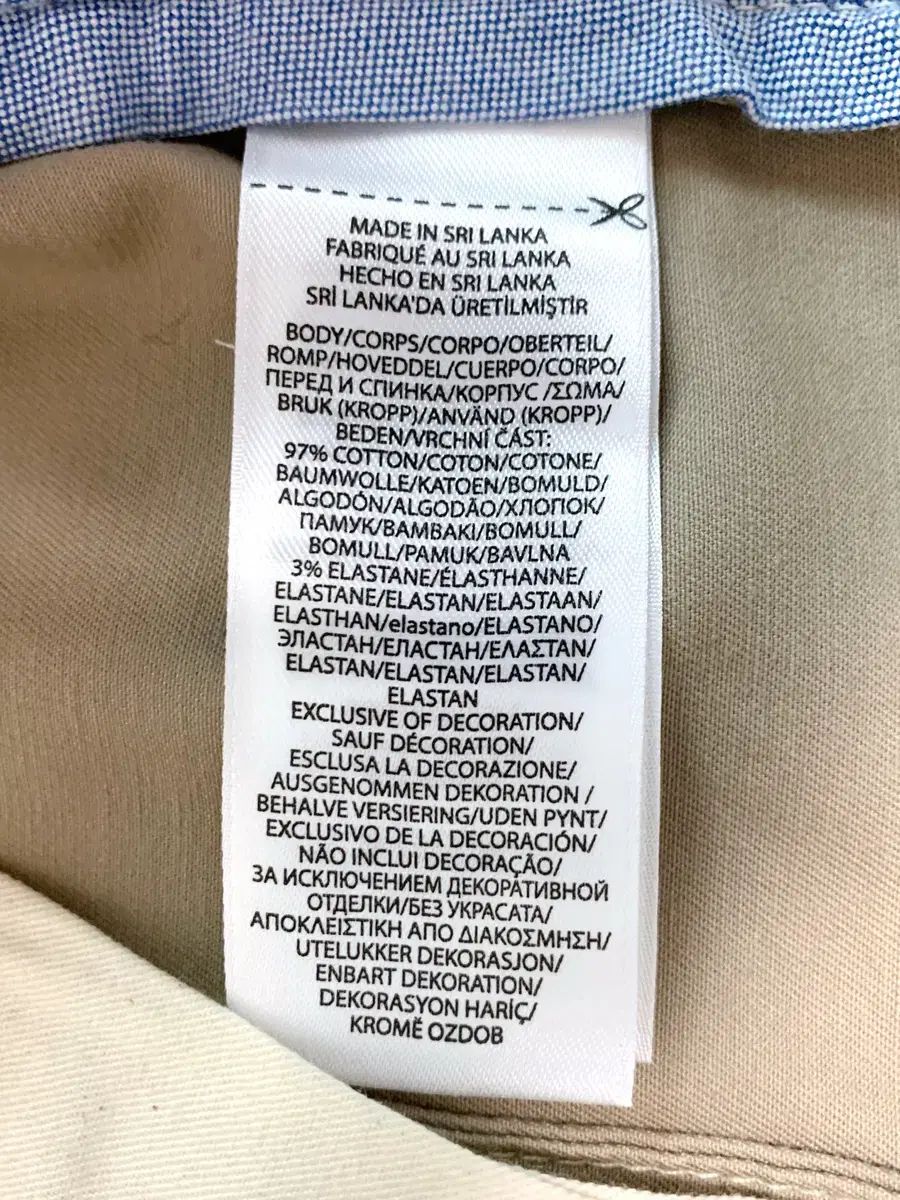 MADE IN SRI LANKA
FABRIQUÉ AU SRI LANKA
HECHO EN SRI LANKA
SRİ LANKA'DA ÜRETİLMİŞTİR
BODY/CORPS/CORPO/OBERTEIL/
ROMP/HOVEDDEL/CUERPO/CORPO/
ПЕРЕД И СПИНКА/КОРПУС /ΣΩΜΑ/
BRUK (KROPP)/ANVÄND (KROPP)/
BEDEN/VRCHNÍ ČÁST:
97% COTTON/COTON/COTONE/
BAUMWOLLE/KATOEN/BOMULD/
ALGODÓN/ALGODÃO/ХЛОПОК/
ПАМУК/BAMBAKI/BOMULL/
BOMULL/PAMUK/BAVLNA
3% ELASTANE/ÉLASTHANNE/
ELASTANE/ELASTAN/ELASTAAN/
ELASTHAN/elastano/ELASTANO/
ЭЛАСТАН/ЕЛАСТАН/ΕΛΑΣΤΑΝ/
ELASTAN/ELASTAN/ELASTAN/
ELASTAN
EXCLUSIVE OF DECORATION/
SAUF DÉCORATION/
ESCLUSA LA DECORAZIONE/
AUSGENOMMEN DEKORATION /
BEHALVE VERSIERING/UDEN PYNT/
EXCLUSIVO DE LA DECORACIÓN/
NÃO INCLUI DECORAÇÃO/
ЗА ИСКЛЮЧЕНИЕМ ДЕКОРАТИВНОЙ
ОТДЕЛКИ/БЕЗ УКРАСАТА/
ΑΠΟΚΛΕΙΣΤΙΚΗ ΑΠΟ ΔΙΑΚΟΣΜΗΣΗ/
UTELUKKER DEKORASJON/
ENBART DEKORATION/
DEKORASYON HARİÇ/
KROMĚ OZDOB